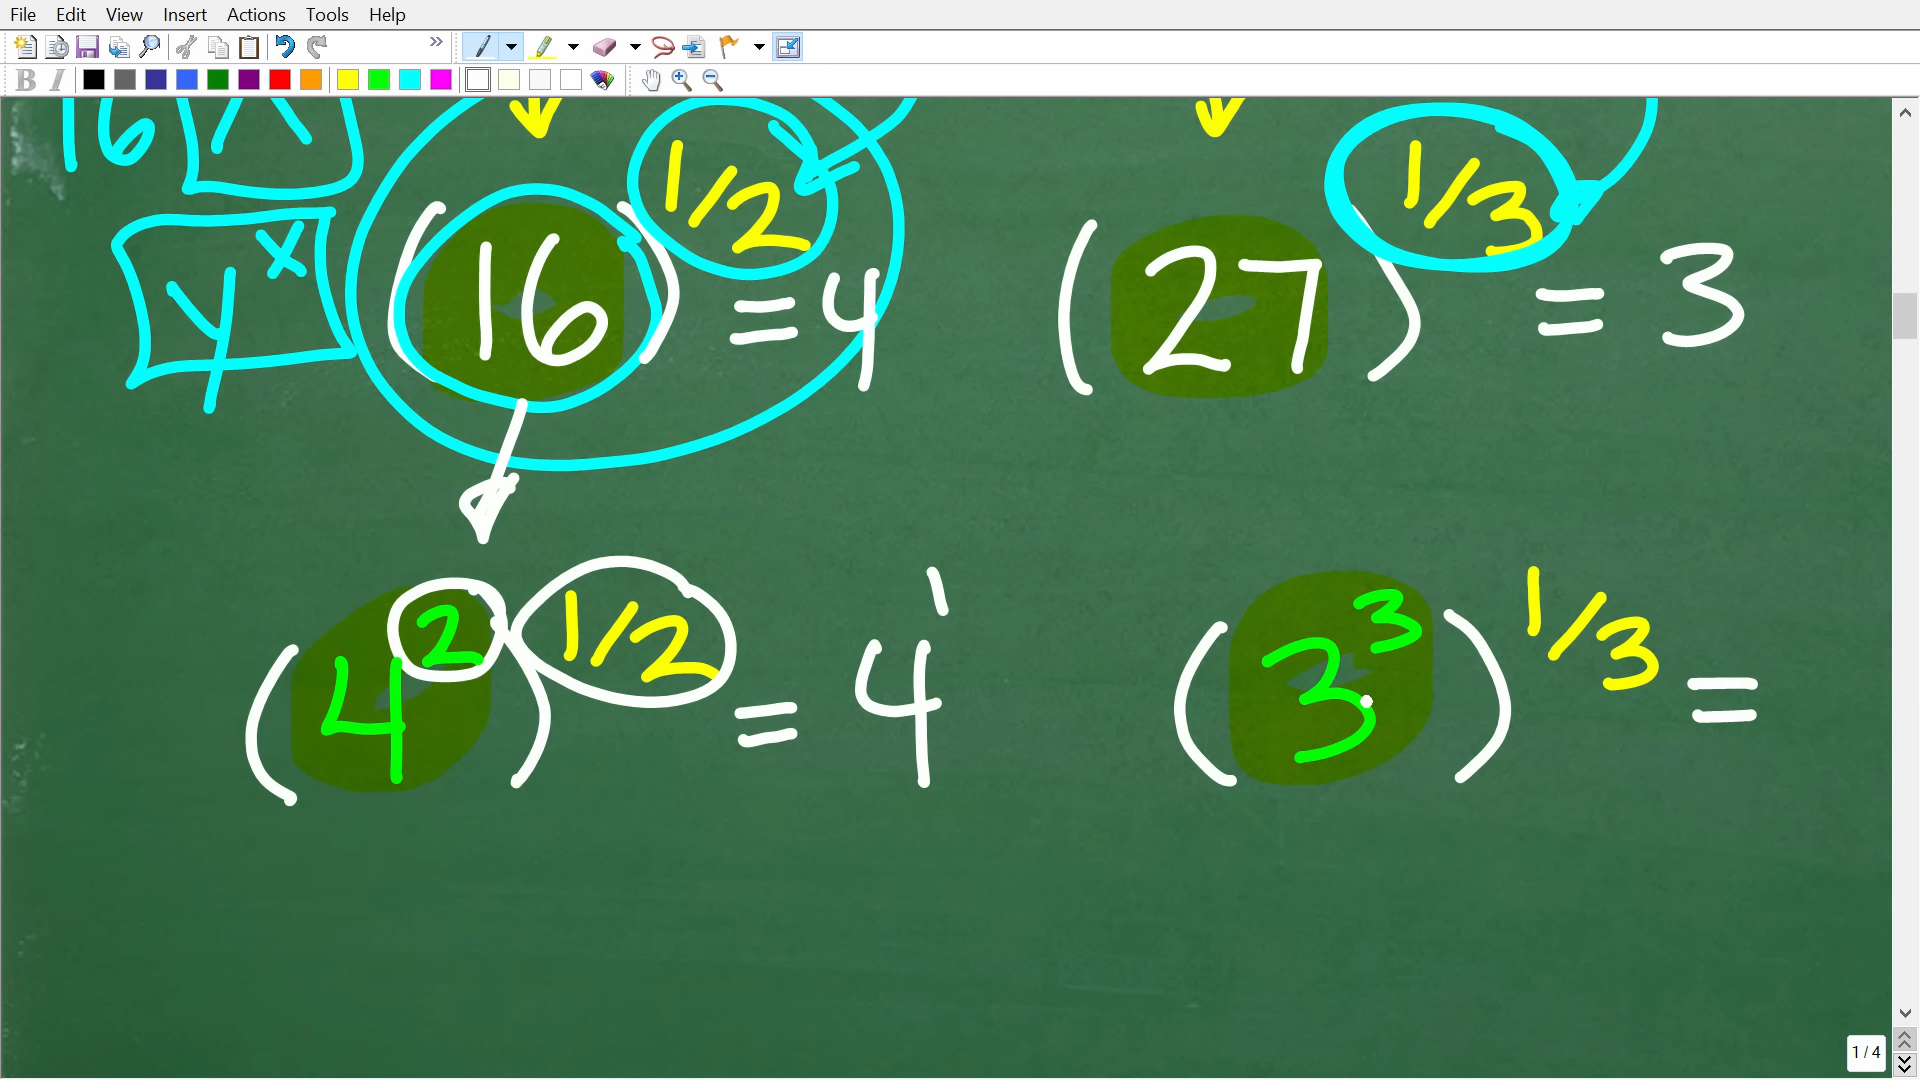 File Edit View Insert Actions Tools Help
B I
16 ^
y^x
(16)^1/2 = 4
(27)^1/3 = 3
(4^2)^1/2 = 4^1
(3^3)^1/3 =
1 / 4